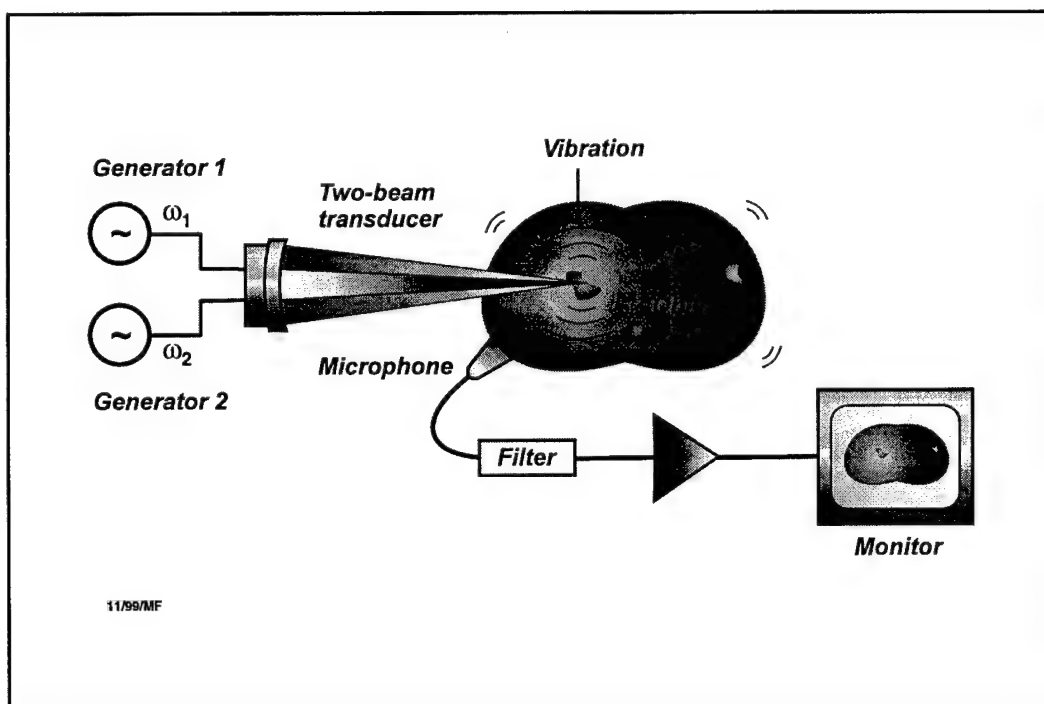 Generator 1
ω1
Two-beam
transducer
Vibration
~
~
ω2
Generator 2
Microphone
Filter
Monitor
11/99/MF